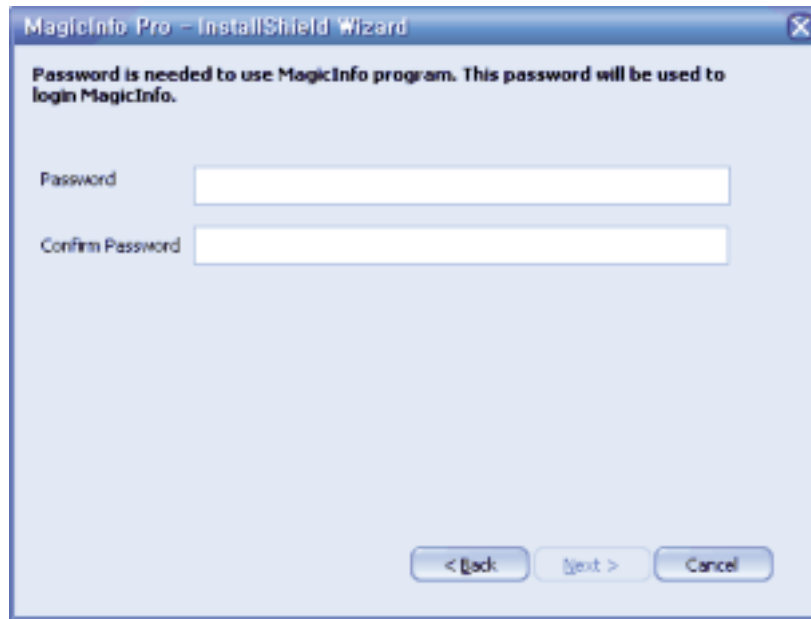 MagicInfo Pro - InstallShield Wizard
Password is needed to use MagicInfo program. This password will be used to
login MagicInfo.
Password
Confirm Password
< Back
Next >
Cancel